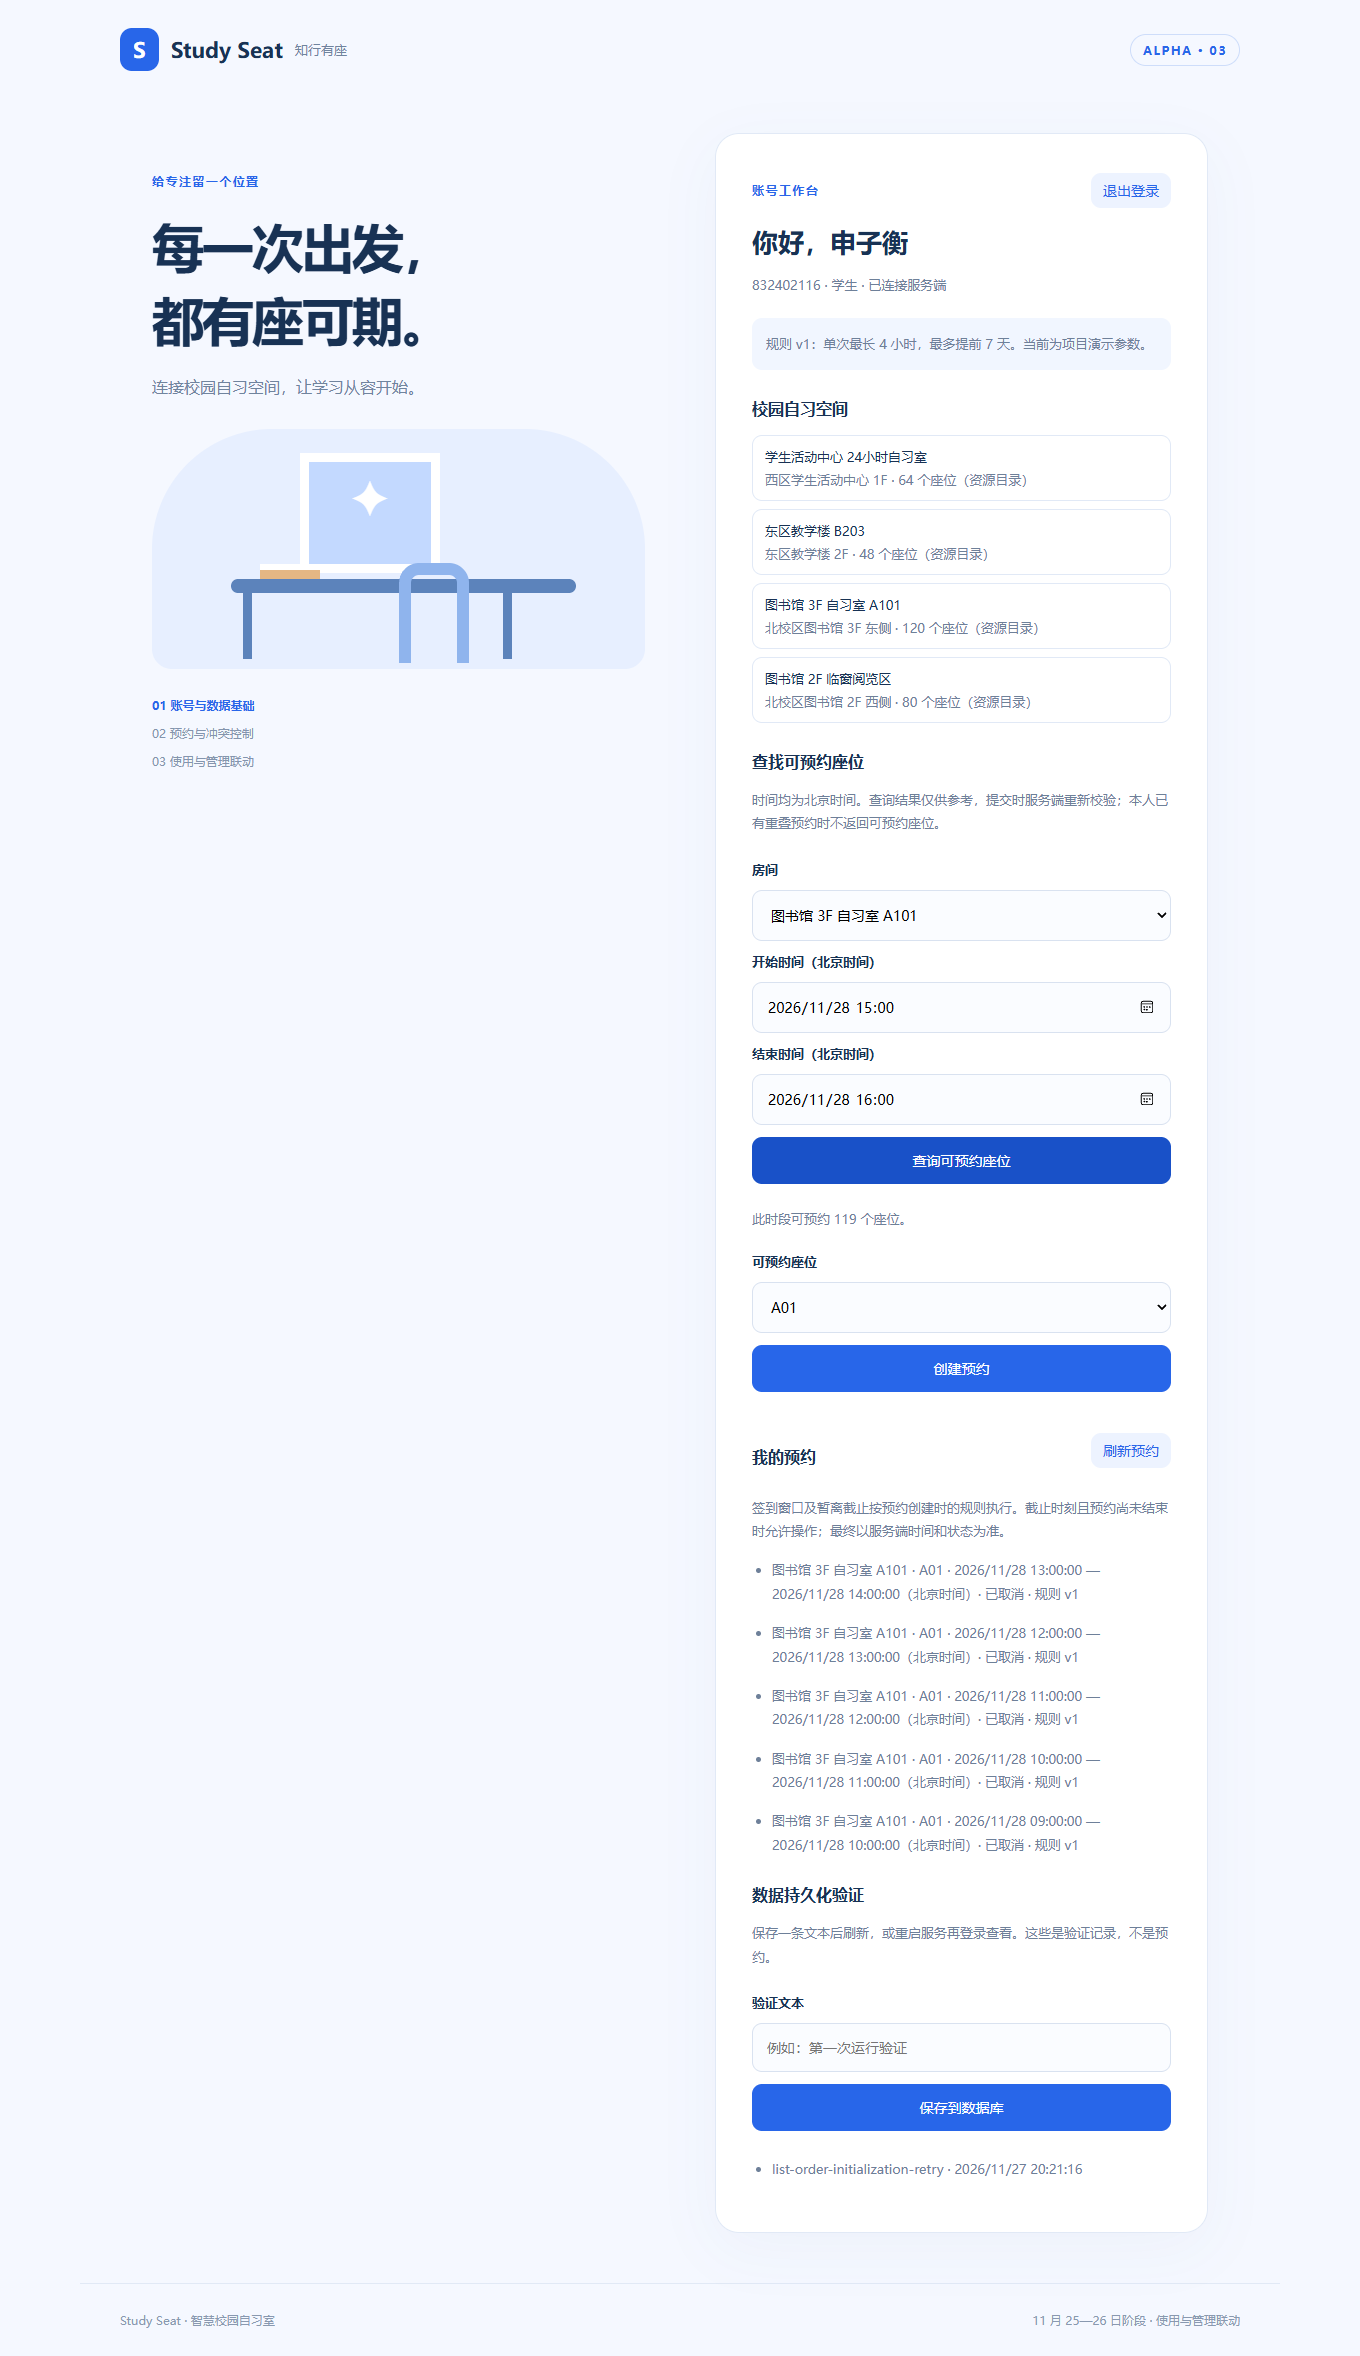 S Study Seat 知行有座
ALPHA • 03
给专注留一个位置
每一次出发，
都有座可期。
连接校园自习空间，让学习从容开始。
01 账号与数据基础
02 预约与冲突控制
03 使用与管理联动
账号工作台
退出登录
你好，申子衡
832402116 · 学生 · 已连接服务端
规则 v1：单次最长 4 小时，最多提前 7 天。当前为项目演示参数。
校园自习空间
学生活动中心 24小时自习室
西区学生活动中心 1F · 64 个座位（资源目录）
东区教学楼 B203
东区教学楼 2F · 48 个座位（资源目录）
图书馆 3F 自习室 A101
北校区图书馆 3F 东侧 · 120 个座位（资源目录）
图书馆 2F 临窗阅览区
北校区图书馆 2F 西侧 · 80 个座位（资源目录）
查找可预约座位
时间均为北京时间。查询结果仅供参考，提交时服务端重新校验；本人已
有重叠预约时不返回可预约座位。
房间
图书馆 3F 自习室 A101
开始时间（北京时间）
2026/11/28 15:00
结束时间（北京时间）
2026/11/28 16:00
查询可预约座位
此时段可预约 119 个座位。
可预约座位
A01
创建预约
我的预约
刷新预约
签到窗口及暂离截止按预约创建时的规则执行。截止时刻且预约尚未结束
时允许操作；最终以服务端时间和状态为准。
• 图书馆 3F 自习室 A101 · A01 · 2026/11/28 13:00:00 —
2026/11/28 14:00:00（北京时间）· 已取消 · 规则 v1
• 图书馆 3F 自习室 A101 · A01 · 2026/11/28 12:00:00 —
2026/11/28 13:00:00（北京时间）· 已取消 · 规则 v1
• 图书馆 3F 自习室 A101 · A01 · 2026/11/28 11:00:00 —
2026/11/28 12:00:00（北京时间）· 已取消 · 规则 v1
• 图书馆 3F 自习室 A101 · A01 · 2026/11/28 10:00:00 —
2026/11/28 11:00:00（北京时间）· 已取消 · 规则 v1
• 图书馆 3F 自习室 A101 · A01 · 2026/11/28 09:00:00 —
2026/11/28 10:00:00（北京时间）· 已取消 · 规则 v1
数据持久化验证
保存一条文本后刷新，或重启服务再登录查看。这些是验证记录，不是预
约。
验证文本
例如：第一次运行验证
保存到数据库
• list-order-initialization-retry · 2026/11/27 20:21:16
Study Seat · 智慧校园自习室
11 月 25—26 日阶段 · 使用与管理联动